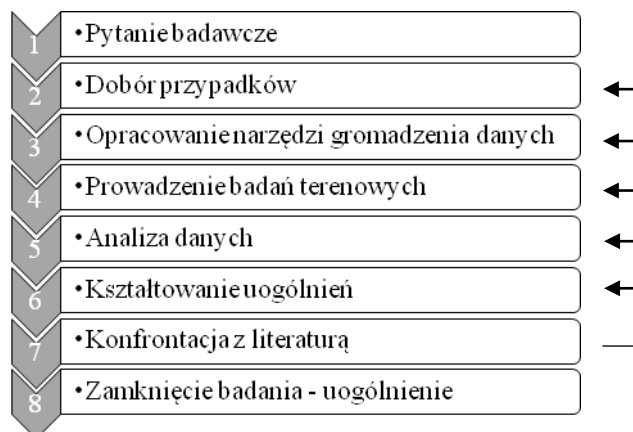 1 •Pytanie badawcze
2 •Dobór przypadków
3 •Opracowanie narzędzi gromadzenia danych
4 •Prowadzenie badań terenowych
5 •Analiza danych
6 •Kształtowanie uogólnień
7 •Konfrontacja z literaturą
8 •Zamknięcie badania - uogólnienie